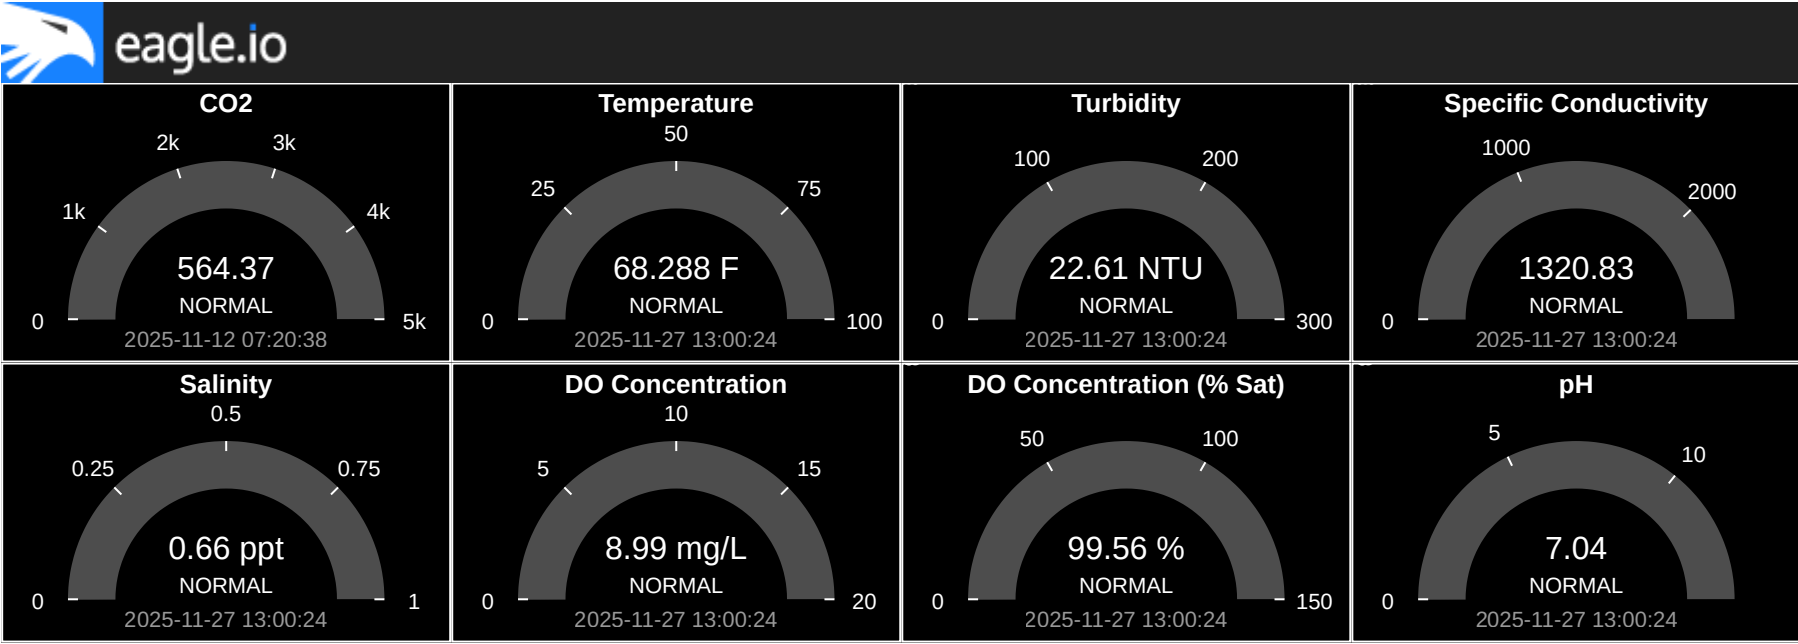 eagle.io
CO2
2k
3k
1k
4k
564.37
NORMAL
0
5k
2025-11-12 07:20:38
Temperature
50
25
75
68.288 F
NORMAL
0
100
2025-11-27 13:00:24
Turbidity
100
200
22.61 NTU
NORMAL
0
300
2025-11-27 13:00:24
Specific Conductivity
1000
2000
1320.83
NORMAL
0
2025-11-27 13:00:24
Salinity
0.5
0.25
0.75
0.66 ppt
NORMAL
0
1
2025-11-27 13:00:24
DO Concentration
10
5
15
8.99 mg/L
NORMAL
0
20
2025-11-27 13:00:24
DO Concentration (% Sat)
50
100
99.56 %
NORMAL
0
150
2025-11-27 13:00:24
pH
5
10
7.04
NORMAL
0
2025-11-27 13:00:24